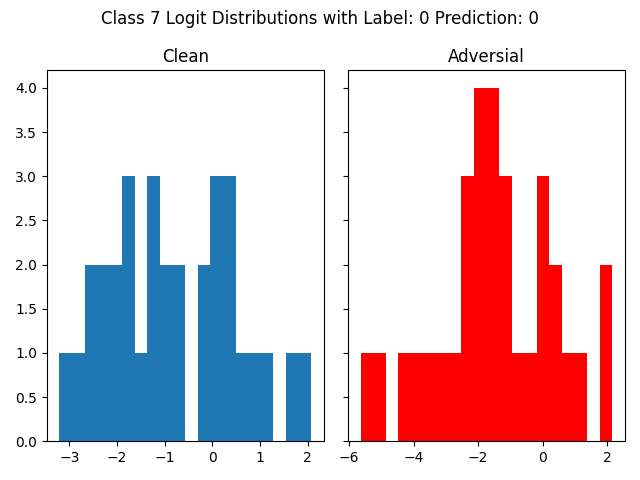 Class 7 Logit Distributions with Label: 0 Prediction: 0
Clean
Adversial
4.0
3.5
3.0
2.5
2.0
1.5
1.0
0.5
0.0
−3 −2 −1 0 1 2
−6 −4 −2 0 2